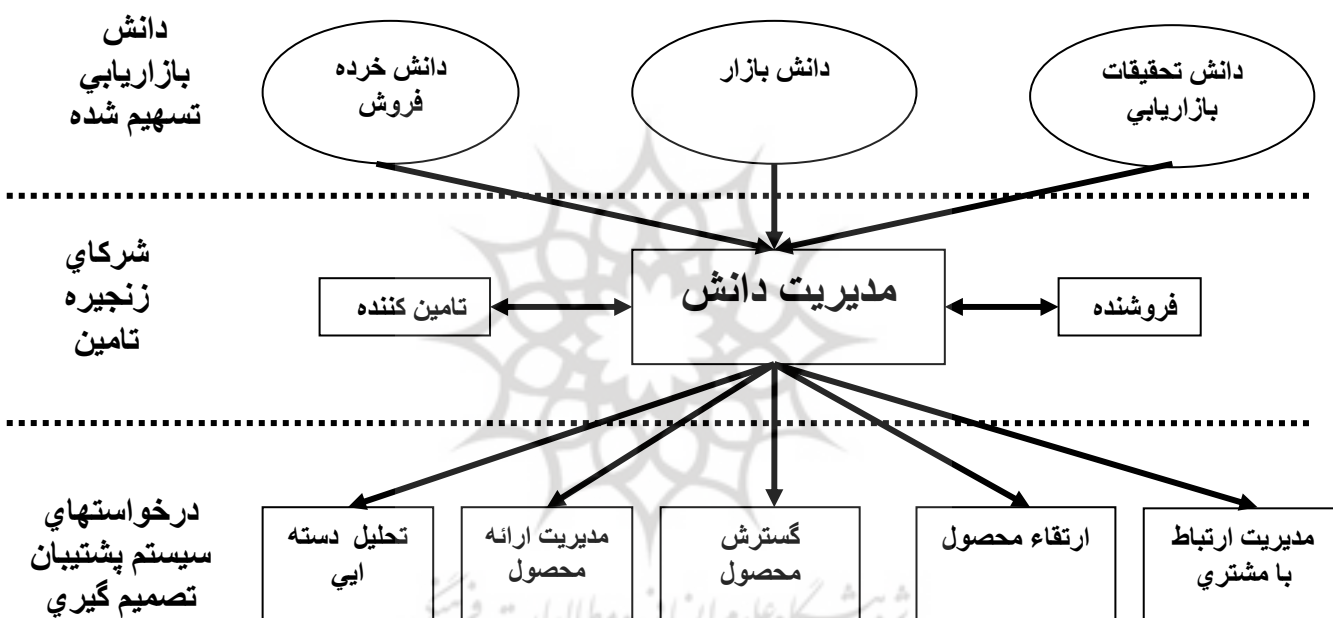 دانش
بازاريابي
تسهيم شده
دانش تحقيقات
بازاريابي
دانش بازار
دانش خرده
فروش
شركاي
زنجيره
تامين
فروشنده
مديريت دانش
تامين كننده
درخواستهاي
سيستم پشتيبان
تصميم گيري
مديريت ارتباط
با مشتري
ارتقاء محصول
گسترش
محصول
مديريت ارائه
محصول
تحليل دسته
ايي